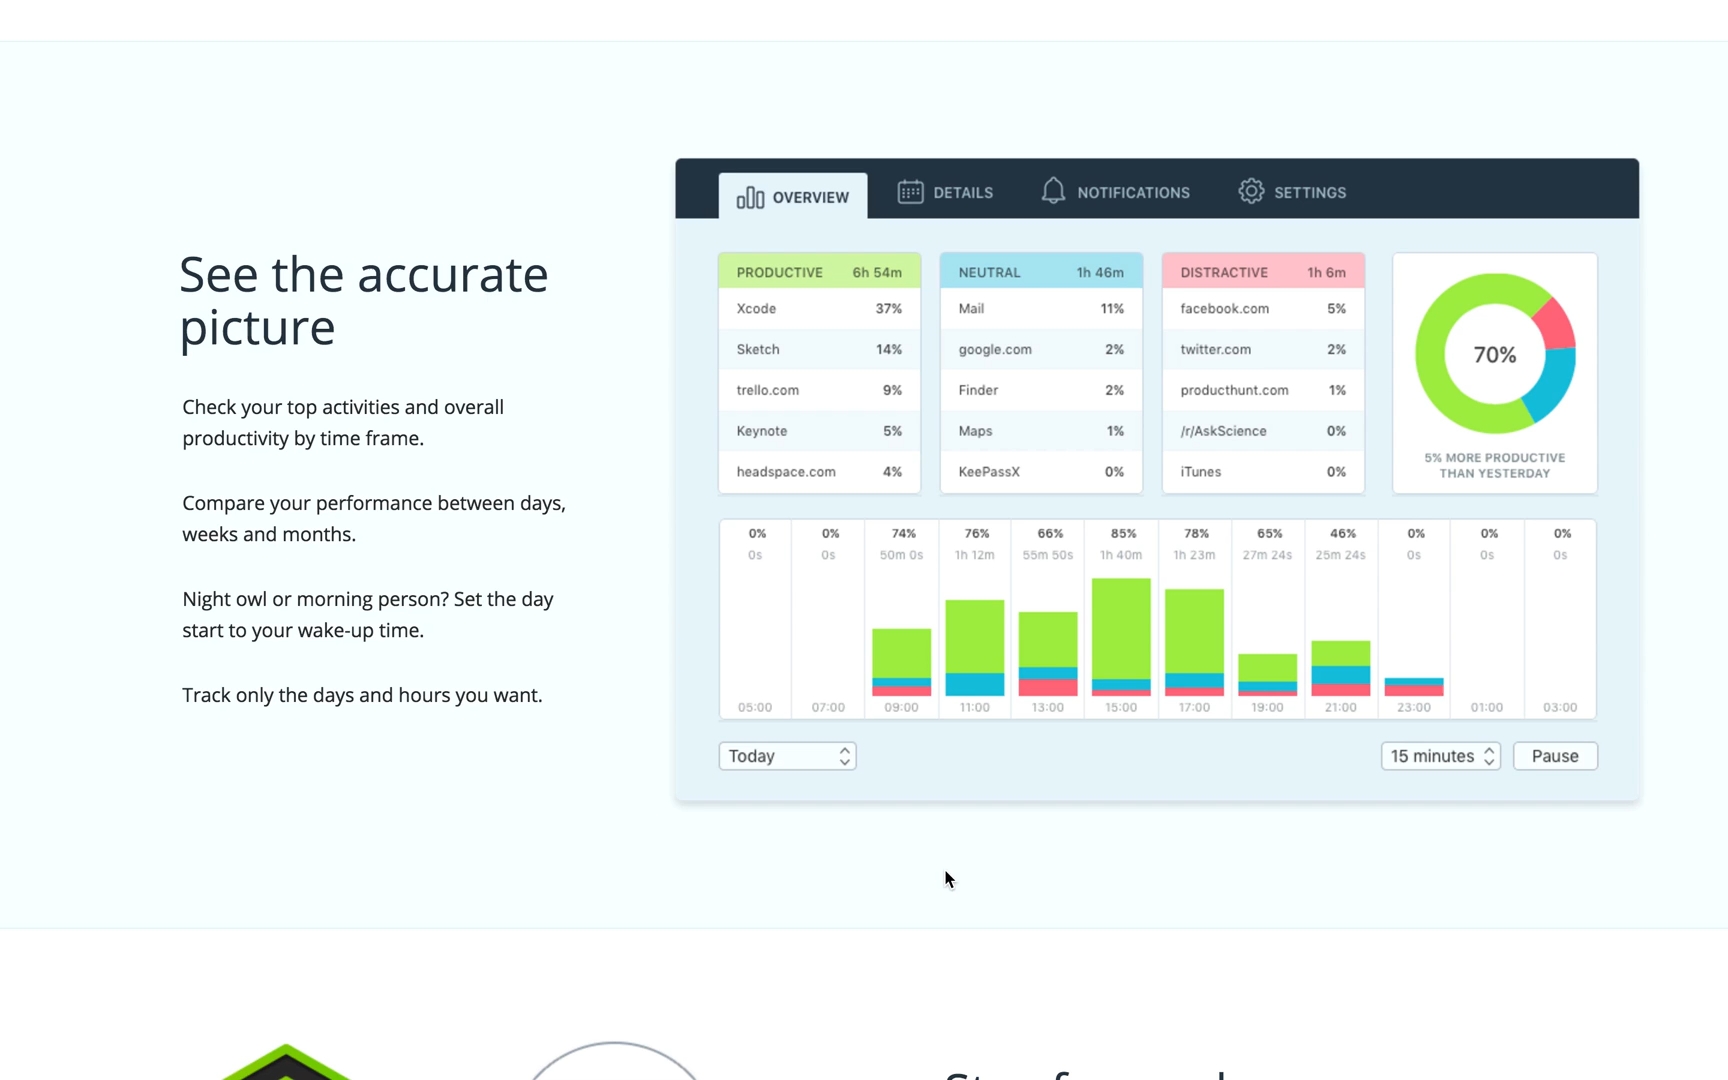 See the accurate
picture
Check your top activities and overall
productivity by time frame.
Compare your performance between days,
weeks and months.
Night owl or morning person? Set the day
start to your wake-up time.
Track only the days and hours you want.
OVERVIEW DETAILS NOTIFICATIONS SETTINGS
PRODUCTIVE 6h 54m
Xcode 37%
Sketch 14%
trello.com 9%
Keynote 5%
headspace.com 4%
NEUTRAL 1h 46m
Mail 11%
google.com 2%
Finder 2%
Maps 1%
KeePassX 0%
DISTRACTIVE 1h 6m
facebook.com 5%
twitter.com 2%
producthunt.com 1%
/r/AskScience 0%
iTunes 0%
70%
5% MORE PRODUCTIVE
THAN YESTERDAY
0% 0% 74% 76% 66% 85% 78% 65% 46% 0% 0% 0%
0s 0s 50m 0s 1h 12m 55m 50s 1h 40m 1h 23m 27m 24s 25m 24s 0s 0s 0s
05:00 07:00 09:00 11:00 13:00 15:00 17:00 19:00 21:00 23:00 01:00 03:00
Today 15 minutes Pause